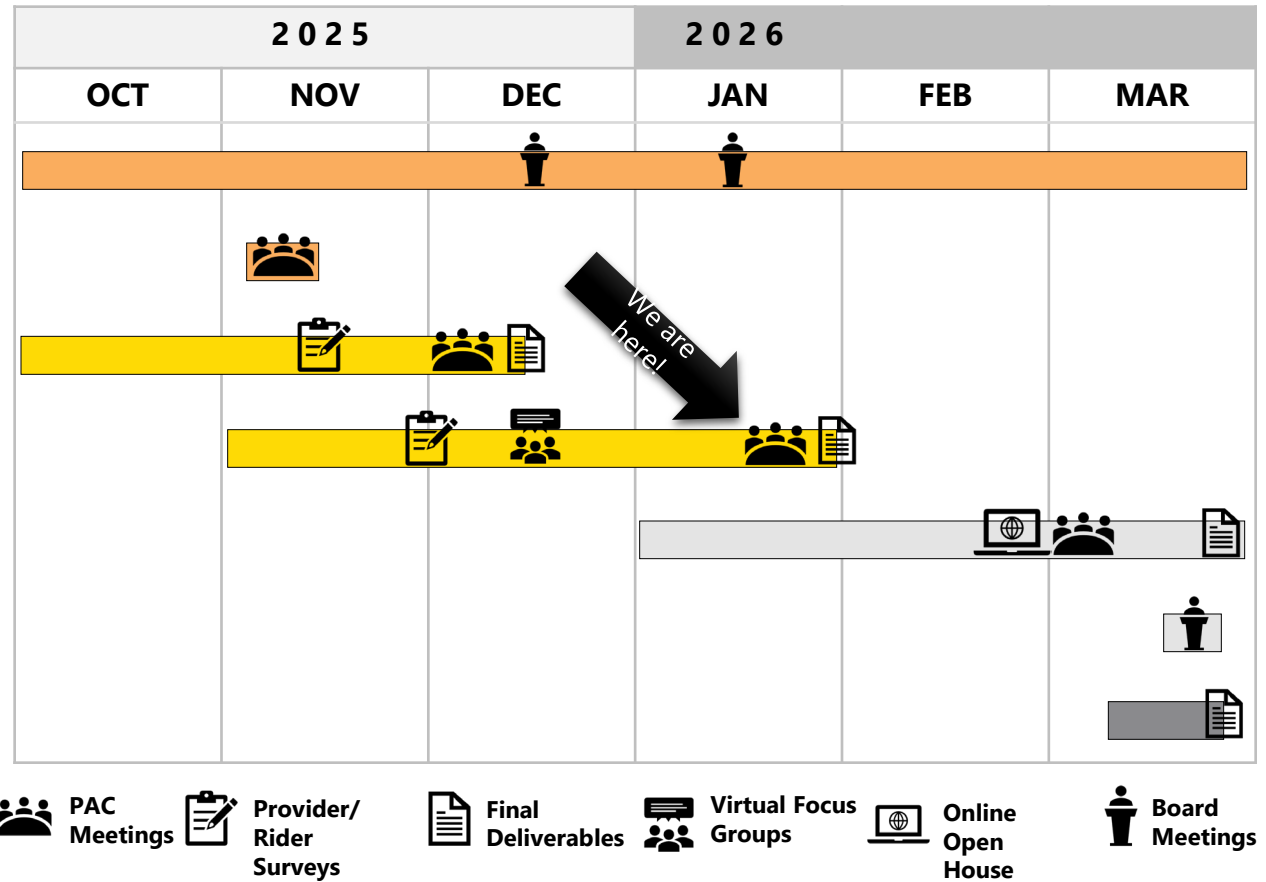 2025
2026
OCT
NOV
DEC
JAN
FEB
MAR
We are
here!
PAC
Meetings
Provider/
Rider
Surveys
Final
Deliverables
Virtual Focus
Groups
Online
Open
House
Board
Meetings